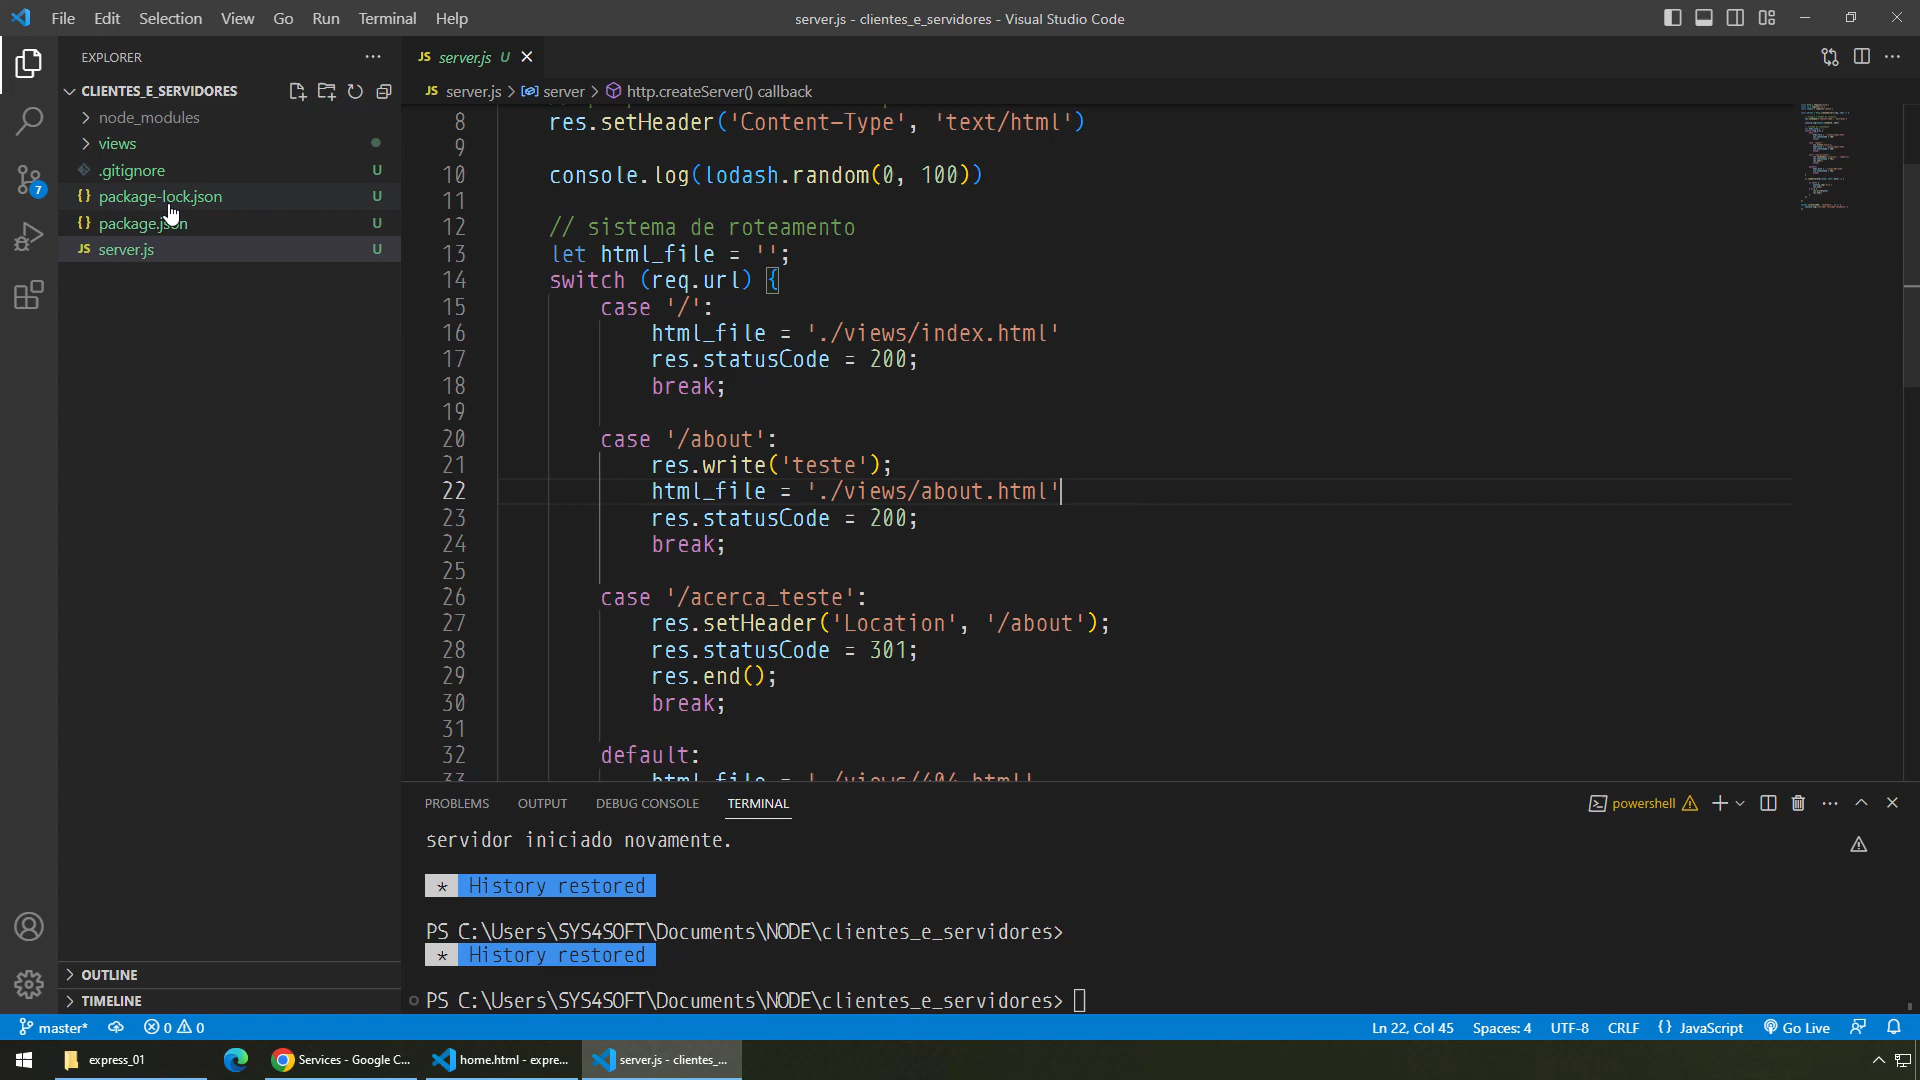 File Edit Selection View Go Run Terminal Help
server.js - clientes_e_servidores - Visual Studio Code
EXPLORER
CLIENTES_E_SERVIDORES
node_modules
views
.gitignore U
package-lock.json U
package.json U
JS server.js U
7
OUTLINE
TIMELINE
JS server.js U
JS server.js > server > http.createServer() callback
8 res.setHeader('Content-Type', 'text/html')
9
10 console.log(lodash.random(0, 100))
11
12 // sistema de roteamento
13 let html_file = '';
14 switch (req.url) {
15 case '/':
16 html_file = './views/index.html'
17 res.statusCode = 200;
18 break;
19
20 case '/about':
21 res.write('teste');
22 html_file = './views/about.html'
23 res.statusCode = 200;
24 break;
25
26 case '/acerca_teste':
27 res.setHeader('Location', '/about');
28 res.statusCode = 301;
29 res.end();
30 break;
31
32 default:
33 html_file = './views/404.html'
PROBLEMS OUTPUT DEBUG CONSOLE TERMINAL
powershell
servidor iniciado novamente.
* History restored
PS C:\Users\SYS4SOFT\Documents\NODE\clientes_e_servidores>
* History restored
PS C:\Users\SYS4SOFT\Documents\NODE\clientes_e_servidores>
master* 0 0 Ln 22, Col 45 Spaces: 4 UTF-8 CRLF {} JavaScript Go Live
express_01 Services - Google C... home.html - expre... server.js - clientes_...